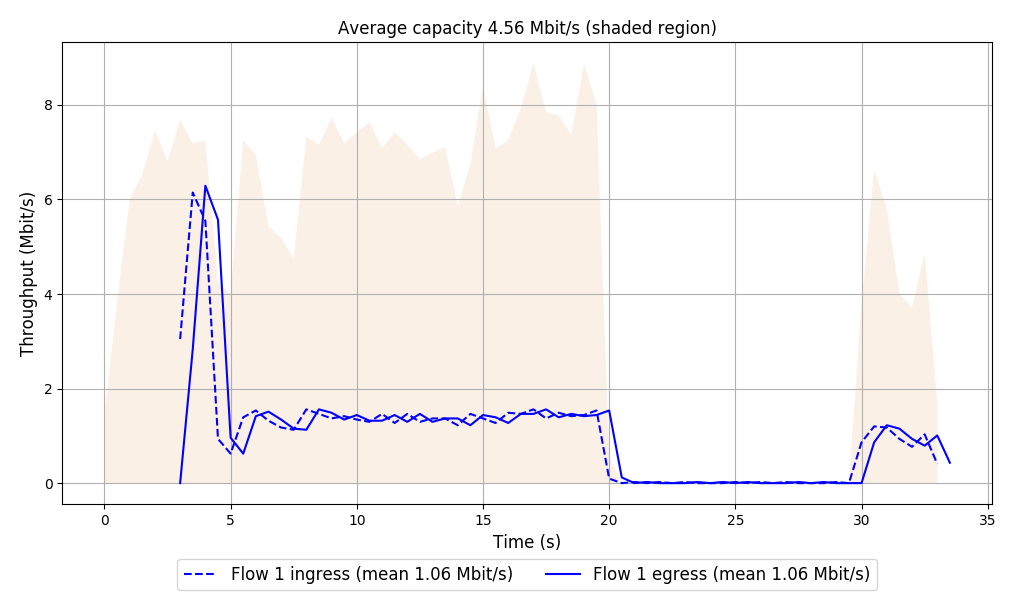 Average capacity 4.56 Mbit/s (shaded region)
Throughput (Mbit/s)
8
6
4
2
0
0 5 10 15 20 25 30 35
Time (s)
Flow 1 ingress (mean 1.06 Mbit/s) Flow 1 egress (mean 1.06 Mbit/s)